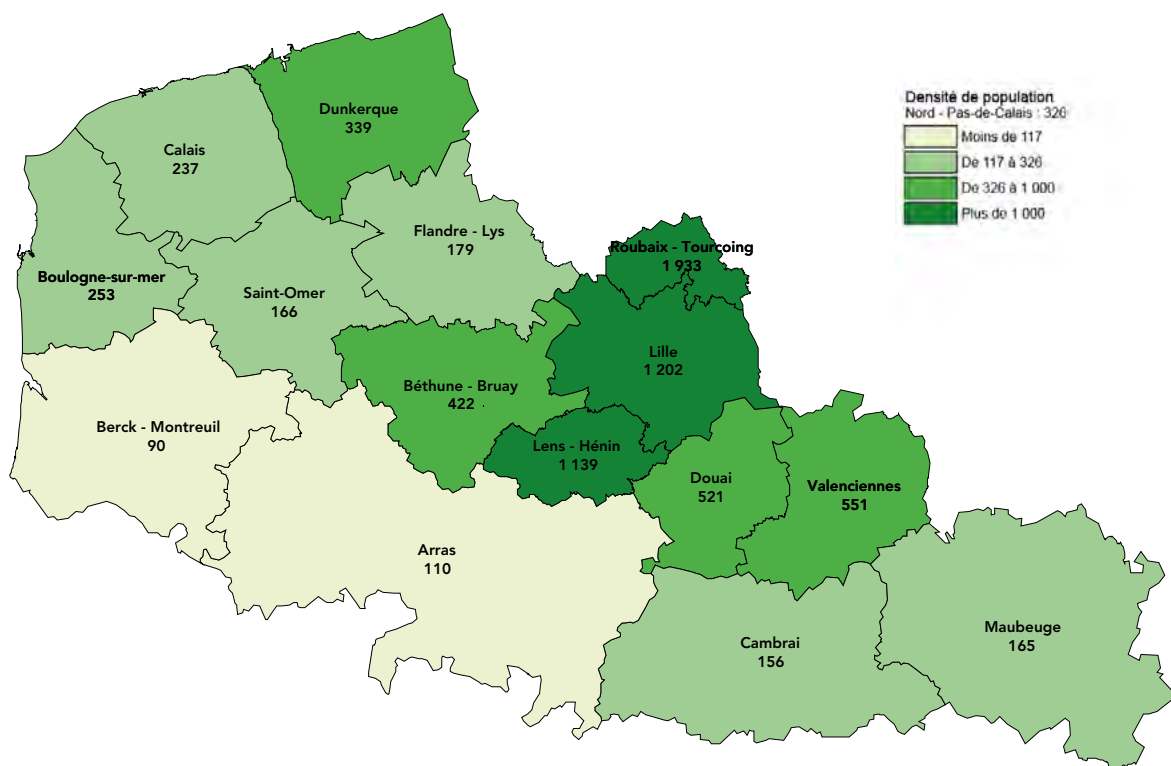 Dunkerque
339
Densité de population
Nord - Pas-de-Calais : 326
Moins de 117
De 117 à 326
De 326 à 1 000
Plus de 1 000
Calais
237
Flandre - Lys
179
Roubaix - Tourcoing
1 933
Boulogne-sur-mer
253
Saint-Omer
166
Lille
1 202
Béthune - Bruay
422
Berck - Montreuil
90
Lens - Hénin
1 139
Douai
521
Valenciennes
551
Arras
110
Cambrai
156
Maubeuge
165